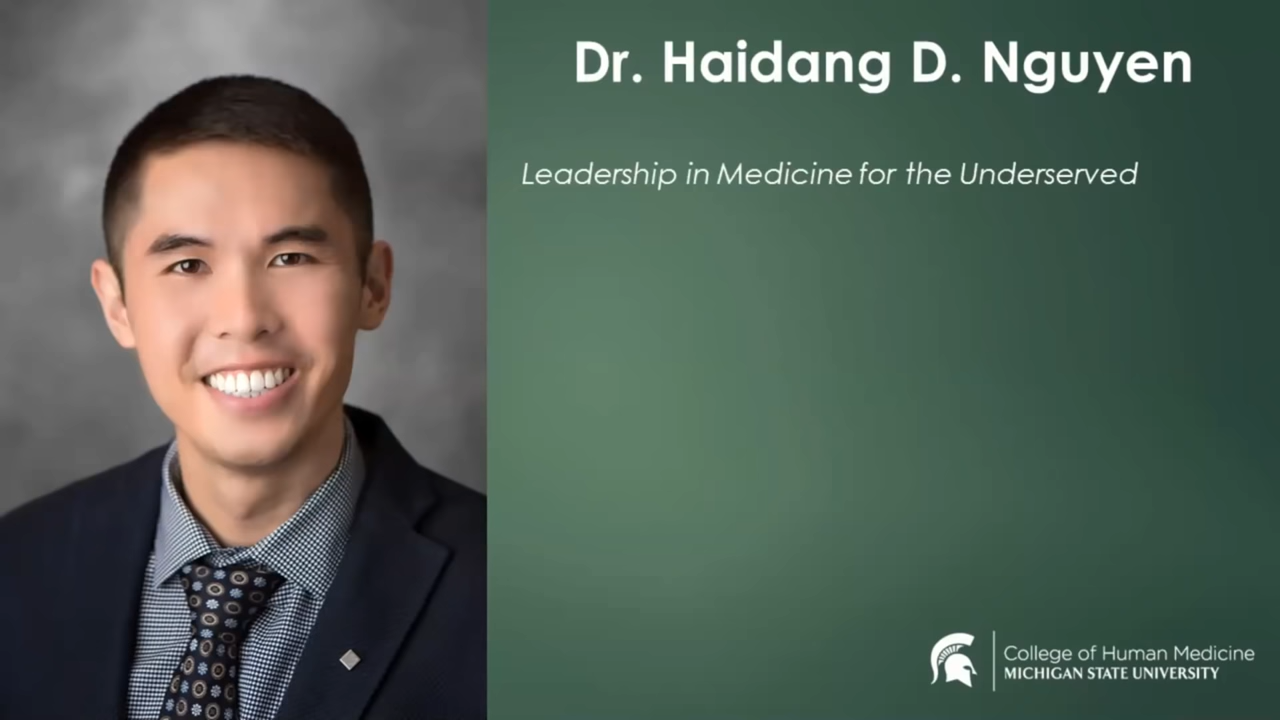 Dr. Haidang D. Nguyen
Leadership in Medicine for the Underserved
College of Human Medicine
MICHIGAN STATE UNIVERSITY